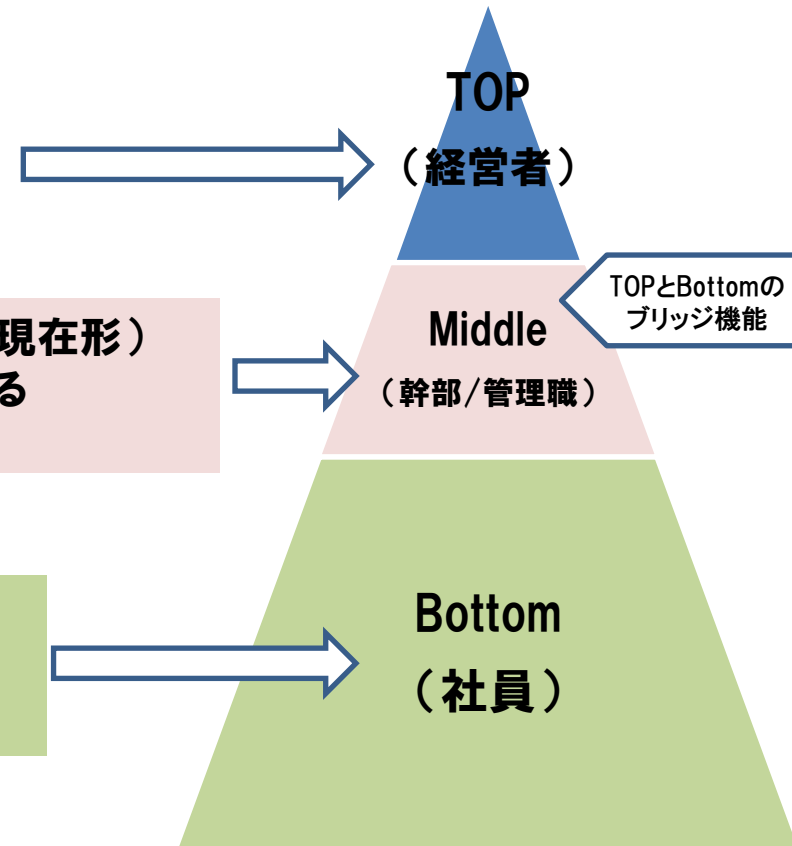 TOP
（経営者）
TOPとBottomの
ブリッジ機能
現在形）
る
Middle
（幹部/管理職）
Bottom
（社員）